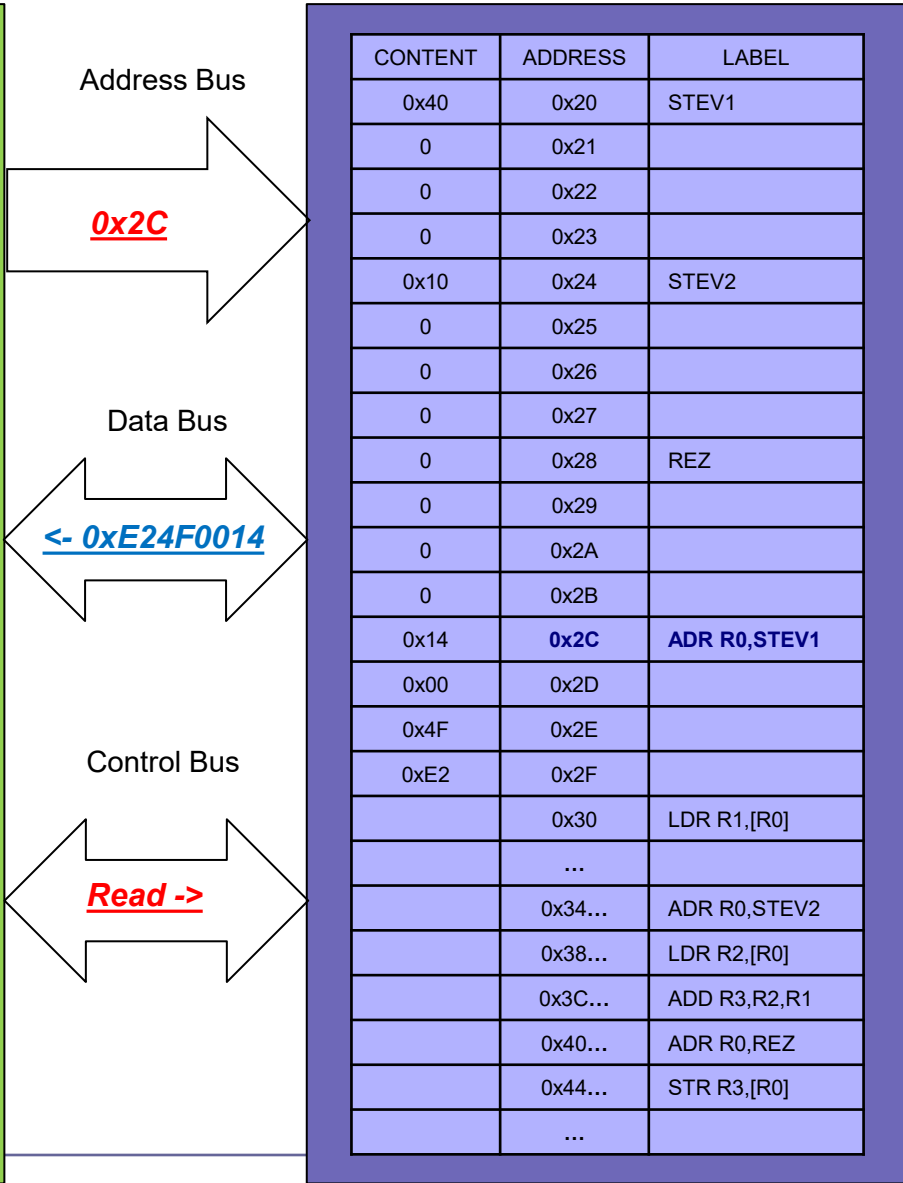 Address Bus
0x2C
Data Bus
<- 0xE24F0014
Control Bus
Read ->
CONTENT ADDRESS LABEL
0x40 0x20 STEV1
0 0x21
0 0x22
0 0x23
0x10 0x24 STEV2
0 0x25
0 0x26
0 0x27
0 0x28 REZ
0 0x29
0 0x2A
0 0x2B
0x14 0x2C ADR R0,STEV1
0x00 0x2D
0x4F 0x2E
0xE2 0x2F
0x30 LDR R1,[R0]
...
0x34... ADR R0,STEV2
0x38... LDR R2,[R0]
0x3C... ADD R3,R2,R1
0x40... ADR R0,REZ
0x44... STR R3,[R0]
...